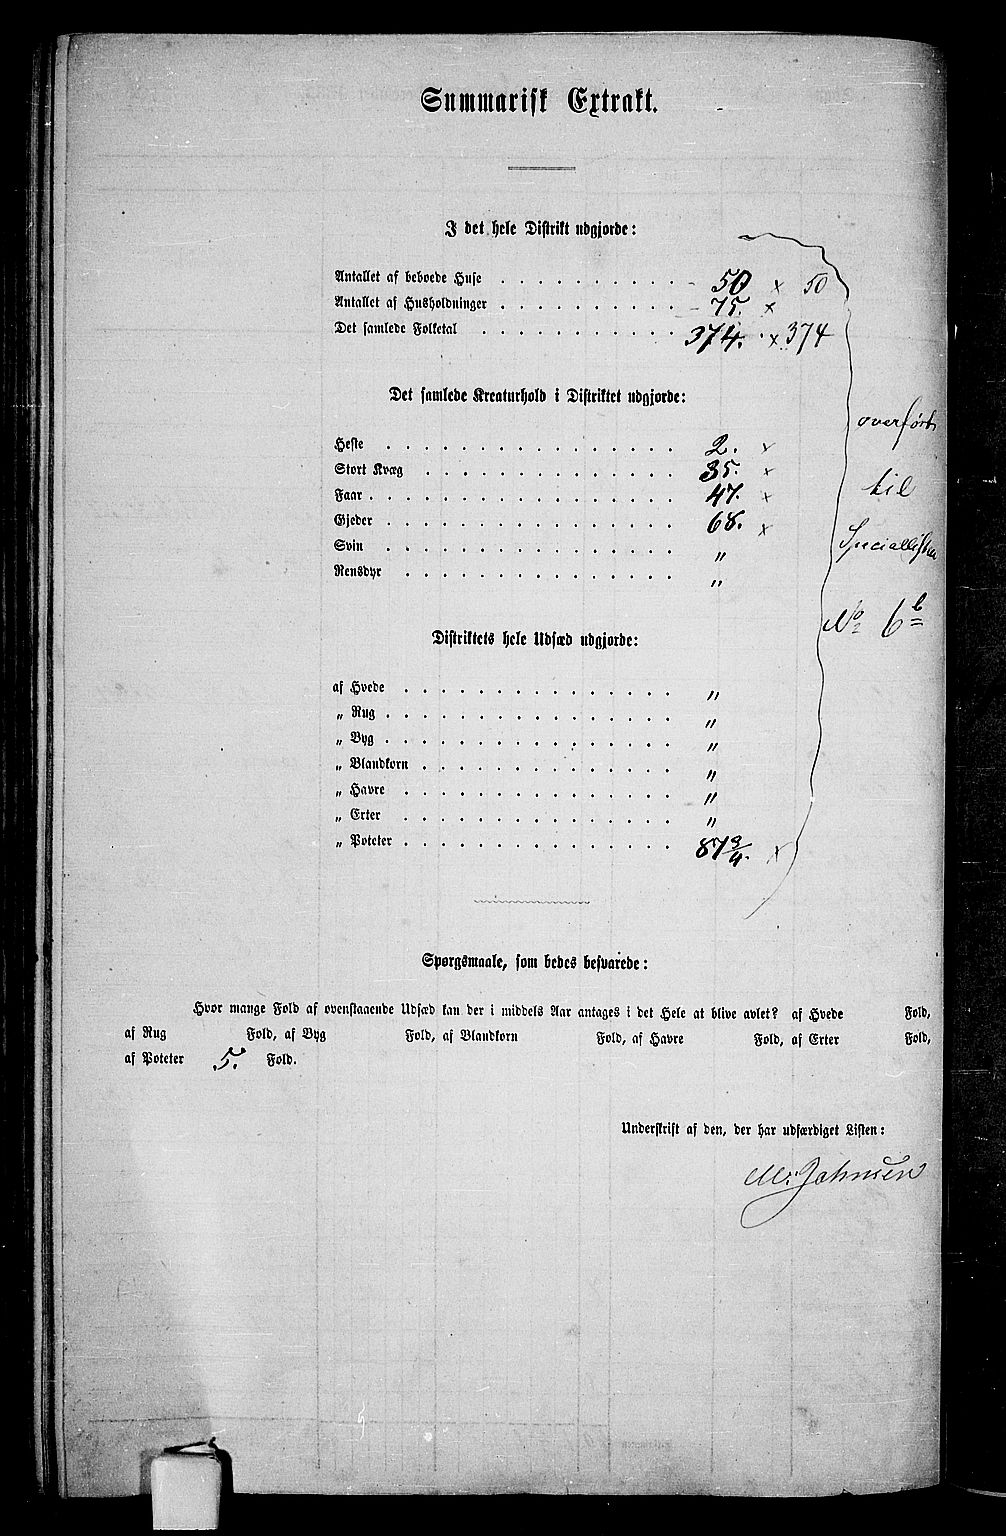 Summarisk Extrakt.
I det hele Distrikt udgjorde:
Antallet af beboede Huse . . . . . . . . . . 50 x 50
Antallet af Husholdninger . . . . . . . . . . 75. x
Det samlede Folketal . . . . . . . . . . . 374. x 374
Det samlede Kreaturhold i Distriktet udgjorde:
Heste . . . . . . . . . . . . . . . . 2. x
Stort Kvæg . . . . . . . . . . . . . . 35. x
Faar . . . . . . . . . . . . . . . . . 47. x
Gjeder . . . . . . . . . . . . . . . . 68. x
Svin . . . . . . . . . . . . . . . . "
Rensdyr . . . . . . . . . . . . . . . "
overført
til
Speciallisten
No 6b
Distriktets hele Udsæd udgjorde:
af Hvede . . . . . . . . . . . . . . . "
„ Rug . . . . . . . . . . . . . . . . "
„ Byg . . . . . . . . . . . . . . . . "
„ Blandkorn . . . . . . . . . . . . . . "
„ Havre . . . . . . . . . . . . . . . "
„ Erter . . . . . . . . . . . . . . . "
„ Poteter . . . . . . . . . . . . . . . 87 3/4. x
Spørgsmaale, som bedes besvarede:
Hvor mange Fold af ovenstaaende Udsæd kan der i middels Aar antages i det Hele at blive avlet? af Hvede Fold,
af Rug Fold, af Byg Fold, af Blandkorn Fold, af Havre Fold, af Erter Fold,
af Poteter 5. Fold.
Underskrift af den, der har udfærdiget Listen:
M. Johnsen